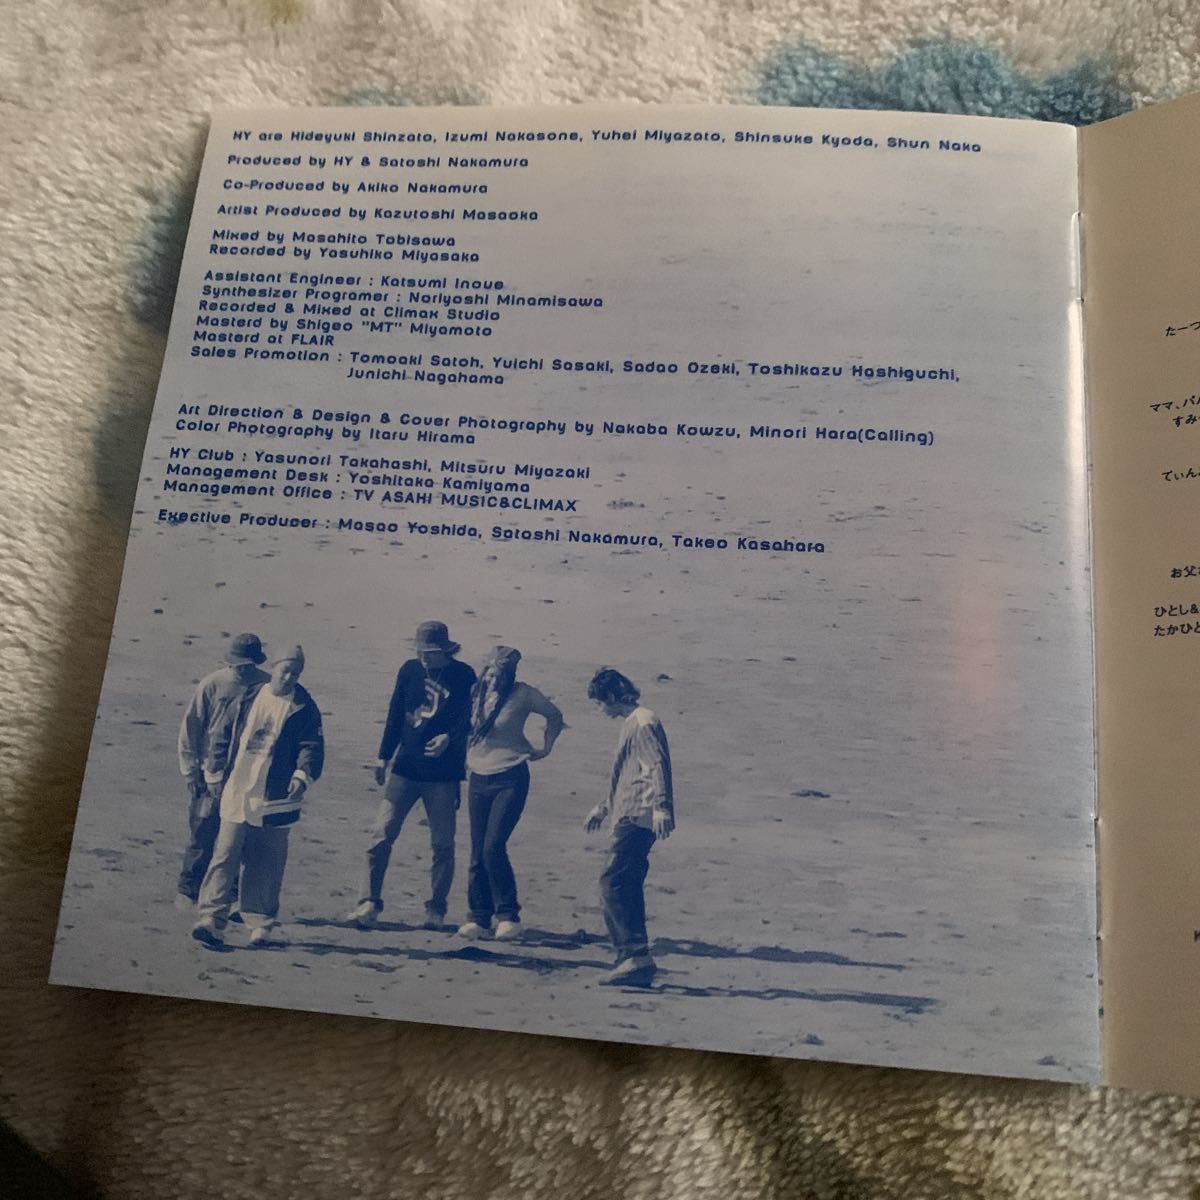 HY are Hideyuki Shinzato, Izumi Nakasone, Yuhei Miyazato, Shinsuke Kyoda, Shun Naka
Produced by HY & Satoshi Nakamura
Co-Produced by Akiko Nakamura
Artist Produced by Kazutoshi Masaoka
Mixed by Masahito Tobisawa
Recorded by Yasuhiko Miyasaka
Assistant Engineer : Katsumi Inoue
Synthesizer Programer : Noriyoshi Minamisawa
Recorded & Mixed at Climax Studio
Masterd by Shigeo "MT" Miyamoto
Masterd at FLAIR
Sales Promotion : Tomoaki Satoh, Yuichi Sasaki, Sadao Ozeki, Toshikazu Hashiguchi,
Junichi Nagahama
Art Direction & Design & Cover Photography by Nakaba Kowzu, Minori Hara(Calling)
Color Photography by Itaru Hirama
HY Club : Yasunori Takahashi, Mitsuru Miyazaki
Management Desk : Yoshitaka Kamiyama
Management Office : TV ASAHI MUSIC&CLIMAX
Exective Producer : Masao Yoshida, Satoshi Nakamura, Takeo Kasahara
たーつ
ママ、パパ
すみ
てぃん
お父
ひとし&
たかひと